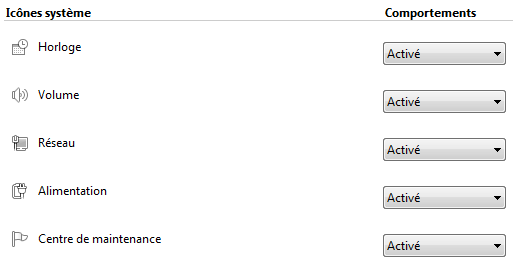 Icônes système Comportements
Horloge Activé
Volume Activé
Réseau Activé
Alimentation Activé
Centre de maintenance Activé